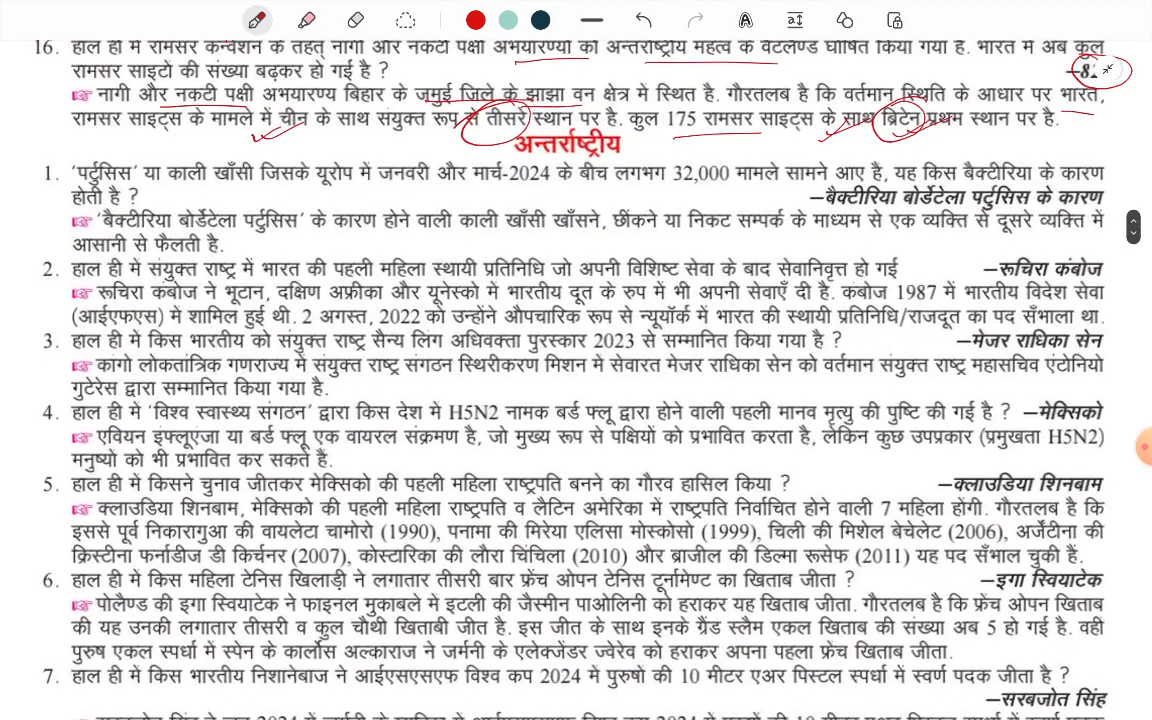 16. हाल ही में रामसर कन्वेंशन के तहत् नागी और नकटी पक्षी अभयारण्यों को अन्तर्राष्ट्रीय महत्व के वेटलैण्ड घोषित किया गया है. भारत में अब कुल
रामसर साइटों की संख्या बढ़कर हो गई है ?
नागी और नकटी पक्षी अभयारण्य बिहार के जमुई जिले के झाझा वन क्षेत्र में स्थित है. गौरतलब है कि वर्तमान स्थिति के आधार पर भारत,
रामसर साइट्स के मामले में चीन के साथ संयुक्त रूप से तीसरे स्थान पर है. कुल 175 रामसर साइट्स के साथ ब्रिटेन प्रथम स्थान पर है.
अन्तर्राष्ट्रीय
1. 'पर्टुसिस' या काली खाँसी जिसके यूरोप में जनवरी और मार्च-2024 के बीच लगभग 32,000 मामले सामने आए है, यह किस बैक्टीरिया के कारण
होती है ? –बैक्टीरिया बोर्डेटेला पर्टुसिस के कारण
'बैक्टीरिया बोर्डेटेला पर्टुसिस' के कारण होने वाली काली खाँसी खाँसने, छींकने या निकट सम्पर्क के माध्यम से एक व्यक्ति से दूसरे व्यक्ति में
आसानी से फैलती है.
2. हाल ही में संयुक्त राष्ट्र में भारत की पहली महिला स्थायी प्रतिनिधि जो अपनी विशिष्ट सेवा के बाद सेवानिवृत्त हो गई –रूचिरा कंबोज
रूचिरा कंबोज ने भूटान, दक्षिण अफ्रीका और यूनेस्को में भारतीय दूत के रुप में भी अपनी सेवाएँ दी है. कंबोज 1987 में भारतीय विदेश सेवा
(आईएफएस) में शामिल हुई थी. 2 अगस्त, 2022 को उन्होंने औपचारिक रूप से न्यूयॉर्क में भारत की स्थायी प्रतिनिधि/राजदूत का पद सँभाला था.
3. हाल ही में किस भारतीय को संयुक्त राष्ट्र सैन्य लिंग अधिवक्ता पुरस्कार 2023 से सम्मानित किया गया है ? –मेजर राधिका सेन
कांगो लोकतांत्रिक गणराज्य में संयुक्त राष्ट्र संगठन स्थिरीकरण मिशन में सेवारत मेजर राधिका सेन को वर्तमान संयुक्त राष्ट्र महासचिव एंटोनियो
गुटेरेस द्वारा सम्मानित किया गया है.
4. हाल ही में 'विश्व स्वास्थ्य संगठन' द्वारा किस देश में H5N2 नामक बर्ड फ्लू द्वारा होने वाली पहली मानव मृत्यु की पुष्टि की गई है ? –मेक्सिको
एवियन इंफ्लूएंजा या बर्ड फ्लू एक वायरल संक्रमण है, जो मुख्य रूप से पक्षियों को प्रभावित करता है, लेकिन कुछ उपप्रकार (प्रमुखता H5N2)
मनुष्यों को भी प्रभावित कर सकते हैं.
5. हाल ही में किसने चुनाव जीतकर मेक्सिको की पहली महिला राष्ट्रपति बनने का गौरव हासिल किया ? –क्लाउडिया शिनबाम
क्लाउडिया शिनबाम, मेक्सिको की पहली महिला राष्ट्रपति व लैटिन अमेरिका में राष्ट्रपति निर्वाचित होने वाली 7 महिला होंगी. गौरतलब है कि
इससे पूर्व निकारागुआ की वायलेटा चामोरो (1990), पनामा की मिरेया एलिसा मोस्कोसो (1999), चिली की मिशेल बेचेलेट (2006), अर्जेंटीना की
क्रिस्टीना फर्नाडीज डी किर्चनर (2007), कोस्टारिका की लौरा चिंचिला (2010) और ब्राजील की डिल्मा रूसेफ (2011) यह पद सँभाल चुकी हैं.
6. हाल ही में किस महिला टेनिस खिलाड़ी ने लगातार तीसरी बार फ्रेंच ओपन टेनिस टूर्नामेण्ट का खिताब जीता ? –इगा स्वियाटेक
पोलैण्ड की इगा स्वियाटेक ने फाइनल मुकाबले में इटली की जैस्मीन पाओलिनी को हराकर यह खिताब जीता. गौरतलब है कि फ्रेंच ओपन खिताब
की यह उनकी लगातार तीसरी व कुल चौथी खिताबी जीत है. इस जीत के साथ इनके ग्रैंड स्लैम एकल खिताब की संख्या अब 5 हो गई है. वहीं
पुरुष एकल स्पर्धा में स्पेन के कार्लोस अल्काराज ने जर्मनी के एलेक्जेंडर ज्वेरेव को हराकर अपना पहला फ्रेंच खिताब जीता.
7. हाल ही में किस भारतीय निशानेबाज ने आईएसएसएफ विश्व कप 2024 में पुरुषों की 10 मीटर एअर पिस्टल स्पर्धा में स्वर्ण पदक जीता है ?
–सरबजोत सिंह